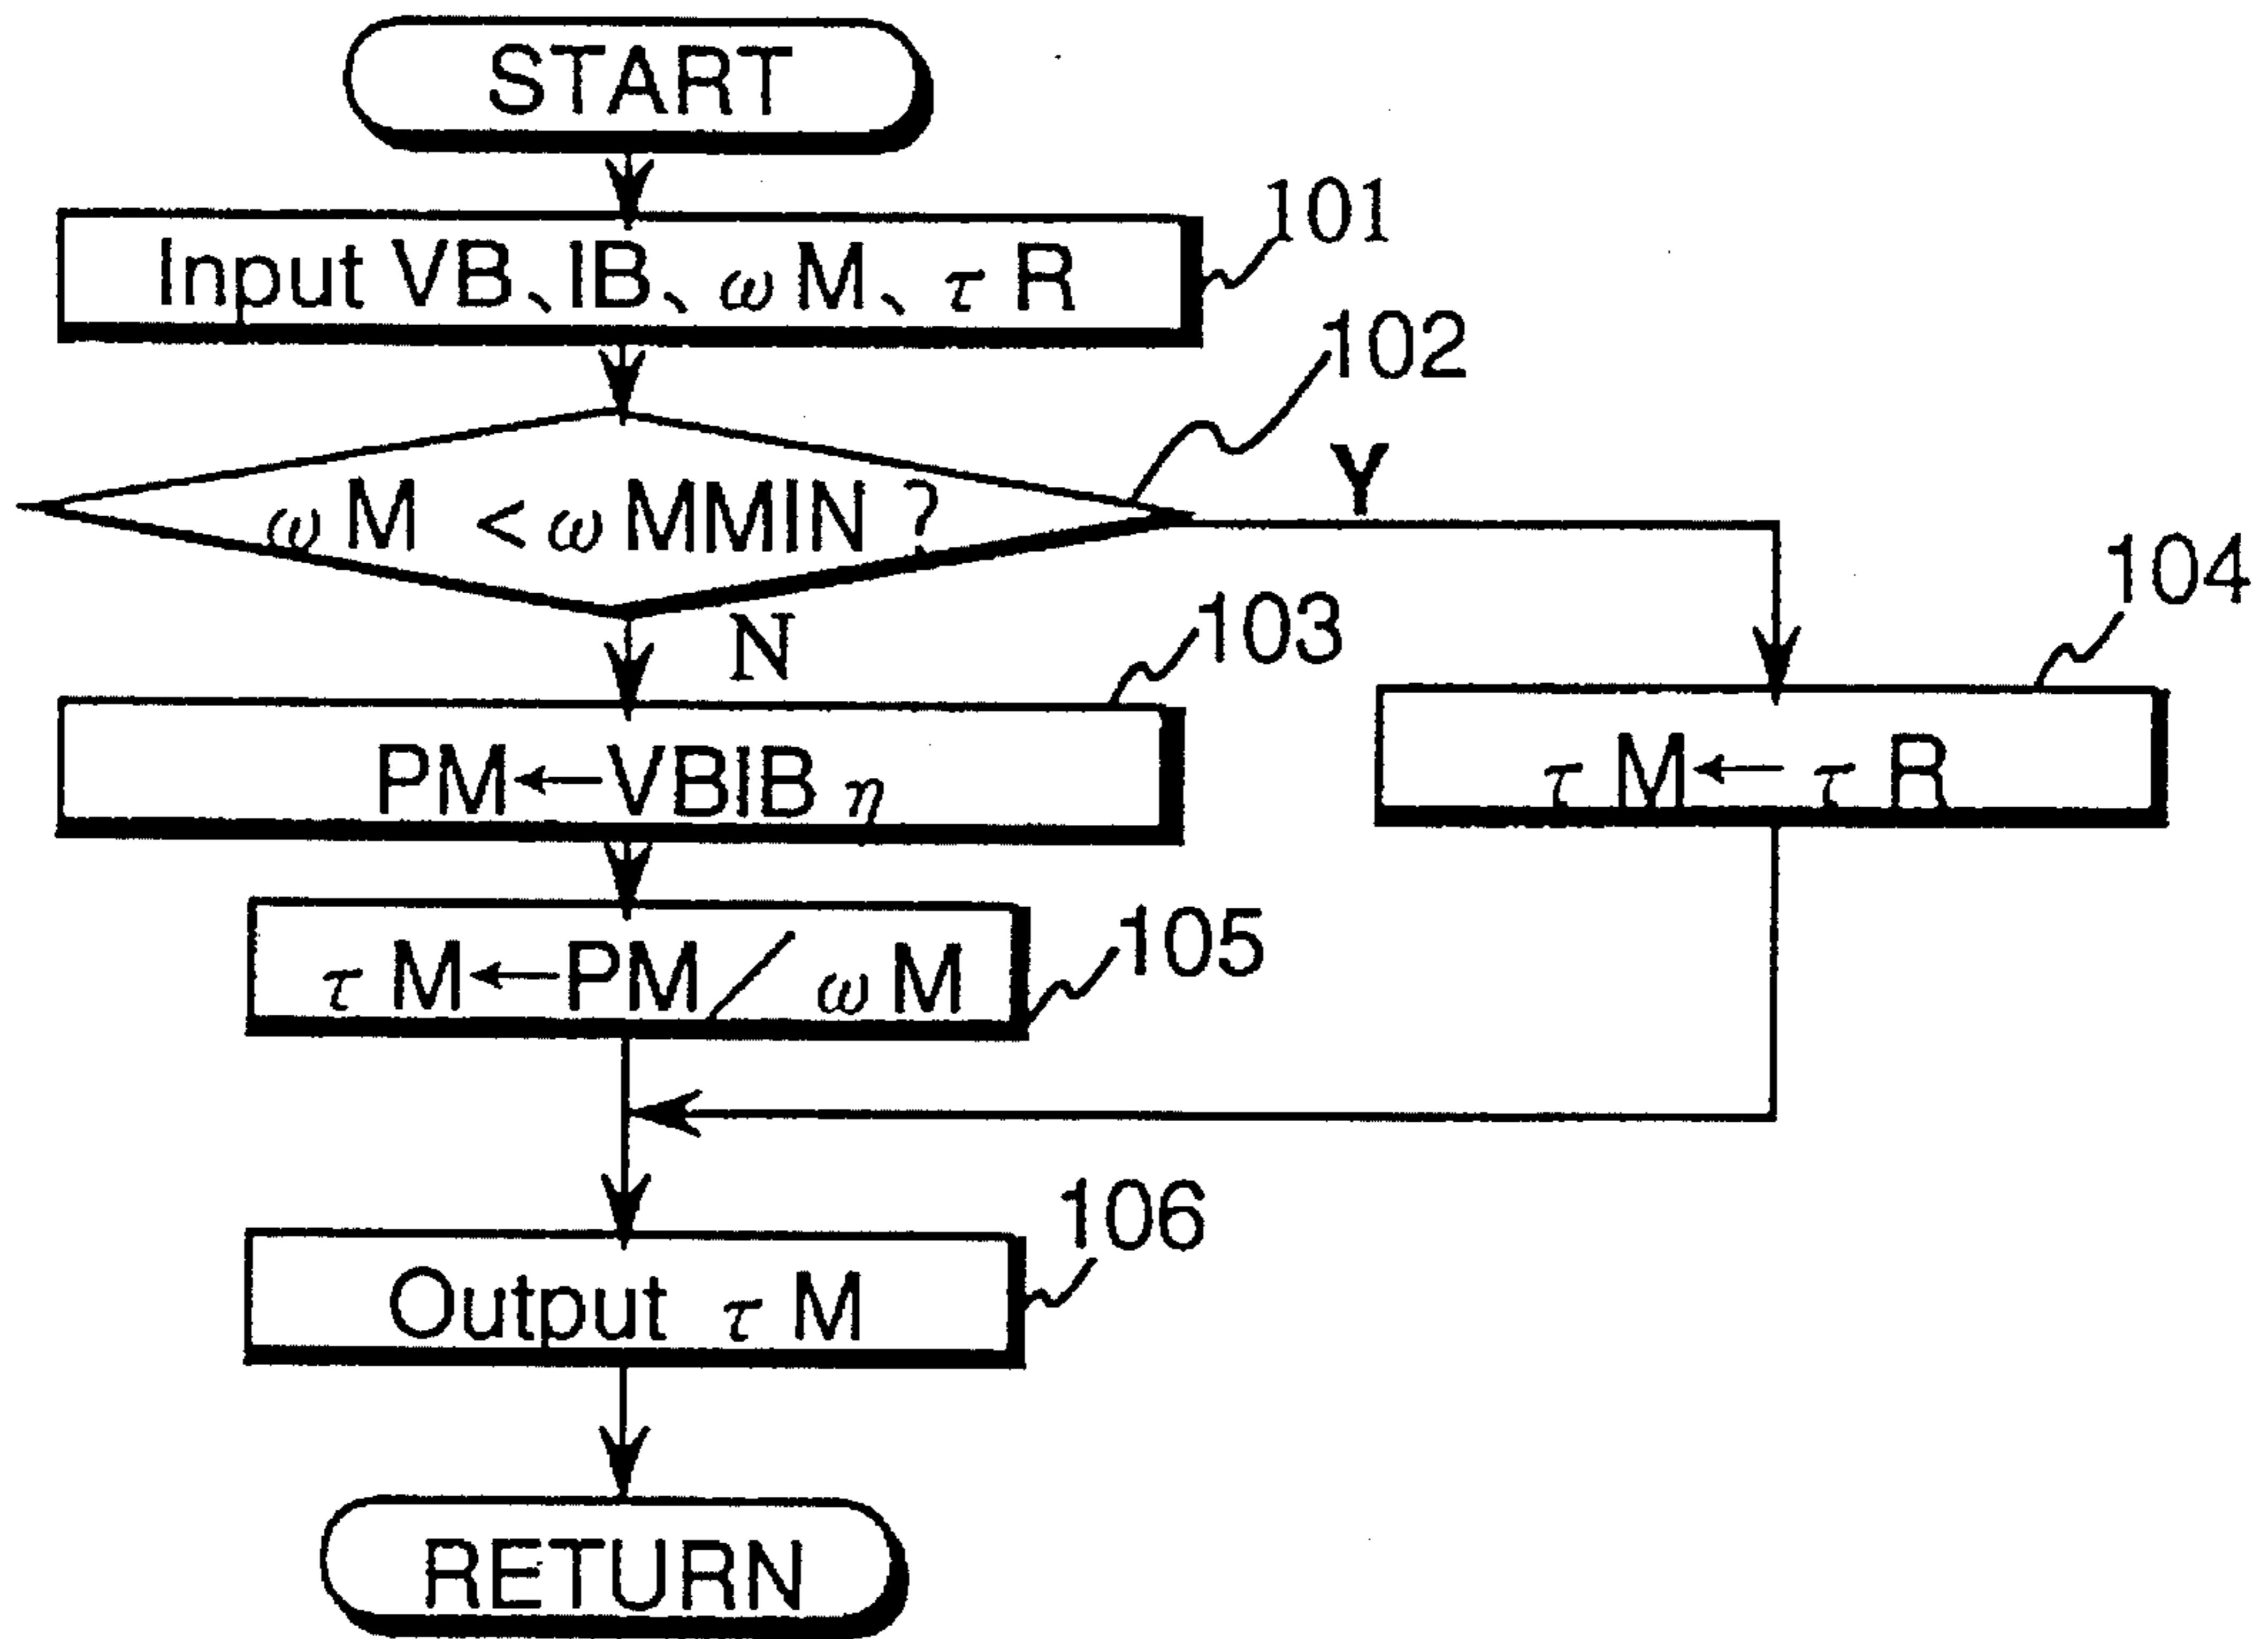 START
Input VB、IB、ωM、τR
101
102
ωM <ωMMIN ?
Y
N
103
104
PM←VBIBη
τM←τR
τM←PM／ωM
105
Output τM
106
RETURN